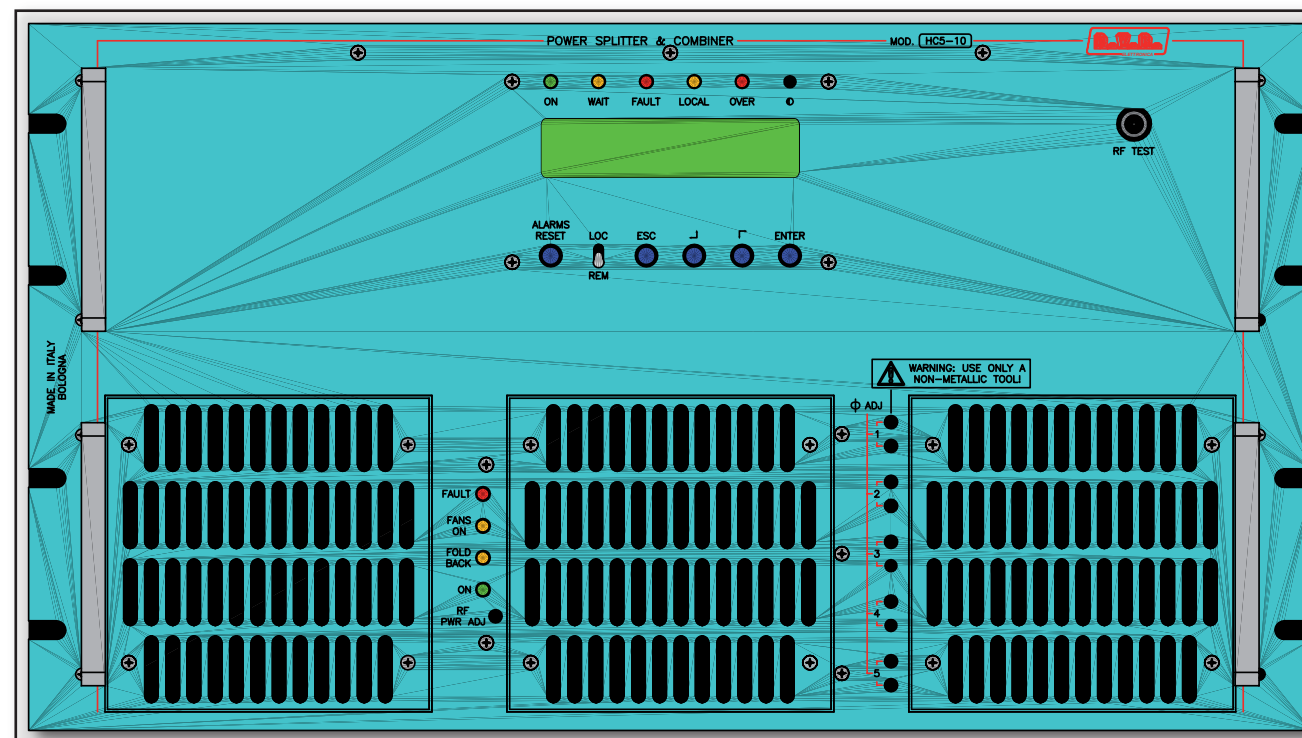 POWER SPLITTER & COMBINER
MOD. HC5-10
ON WAIT FAULT LOCAL OVER
RF TEST
ALARMS
RESET
LOC
REM
ESC
ENTER
MADE IN ITALY
BOLOGNA
WARNING: USE ONLY A
NON-METALLIC TOOL!
Φ ADJ
1
2
3
4
5
FAULT
FANS
ON
FOLD
BACK
ON
RF
PWR ADJ